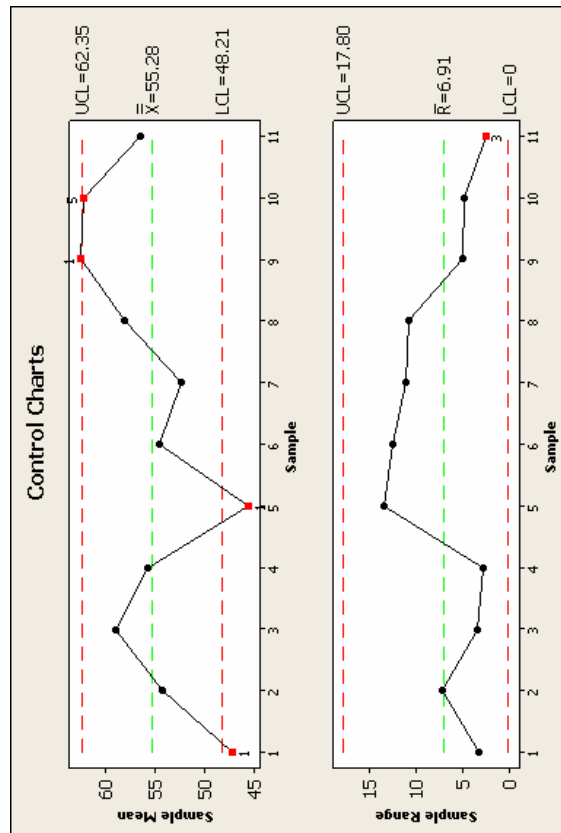 Control Charts
UCL=62.35
X=55.28
LCL=48.21
60
55
50
45
Sample Mean
1
1
1
5
1 2 3 4 5 6 7 8 9 10 11
Sample
UCL=17.80
R=6.91
LCL=0
15
10
5
0
Sample Range
3
1 2 3 4 5 6 7 8 9 10 11
Sample